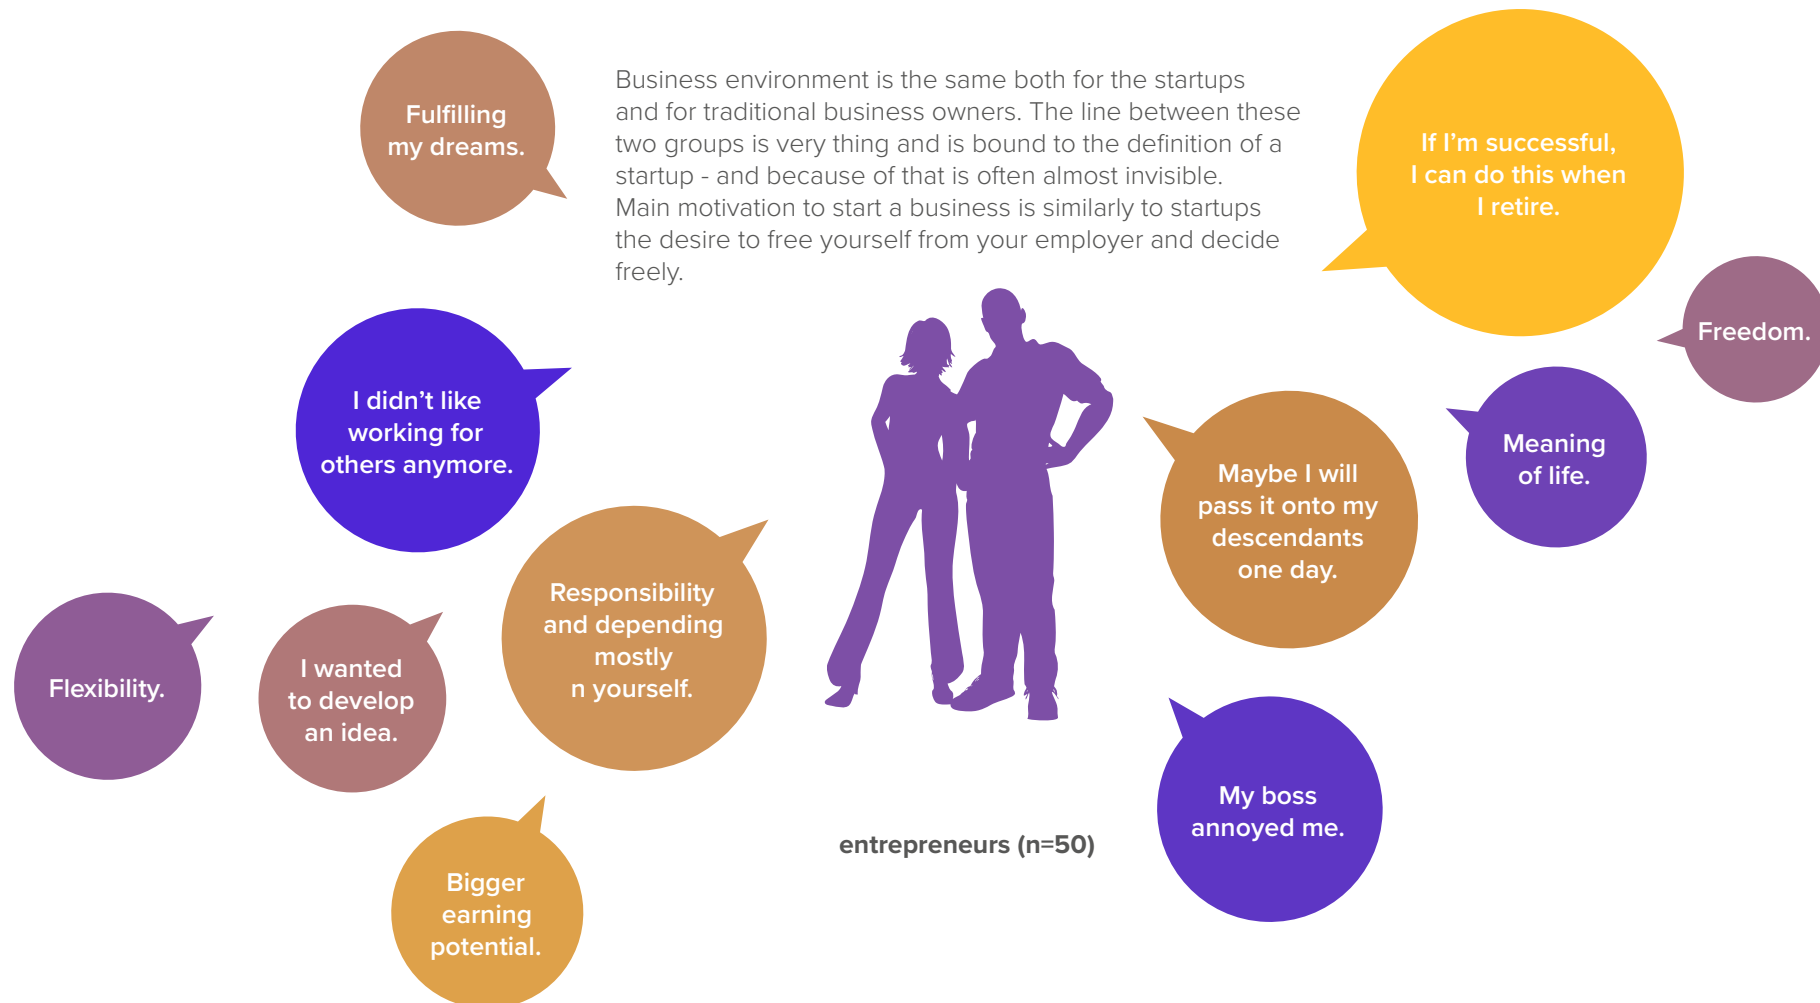 Fulfilling
my dreams.
Business environment is the same both for the startups
and for traditional business owners. The line between these
two groups is very thing and is bound to the definition of a
startup - and because of that is often almost invisible.
Main motivation to start a business is similarly to startups
the desire to free yourself from your employer and decide
freely.
If I’m successful,
I can do this when
I retire.
Freedom.
I didn’t like
working for
others anymore.
Meaning
of life.
Maybe I will
pass it onto my
descendants
one day.
Responsibility
and depending
mostly
n yourself.
Flexibility.
I wanted
to develop
an idea.
My boss
annoyed me.
entrepreneurs (n=50)
Bigger
earning
potential.